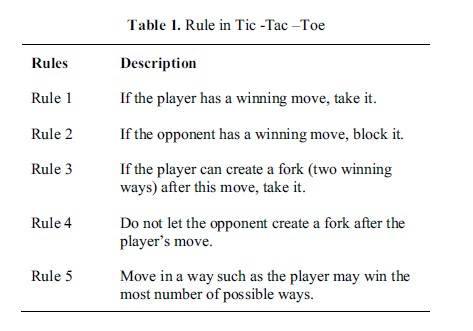 Table 1. Rule in Tic -Tac –Toe
Rules Description
Rule 1 If the player has a winning move, take it.
Rule 2 If the opponent has a winning move, block it.
Rule 3 If the player can create a fork (two winning
ways) after this move, take it.
Rule 4 Do not let the opponent create a fork after the
player's move.
Rule 5 Move in a way such as the player may win the
most number of possible ways.